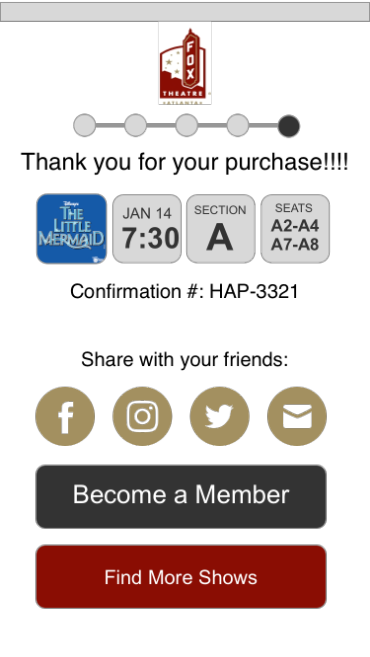 FOX
THEATRE
ATLANTA
Thank you for your purchase!!!!
Disney's
THE
LITTLE
MERMAID
JAN 14
7:30
SECTION
A
SEATS
A2-A4
A7-A8
Confirmation #: HAP-3321
Share with your friends:
Become a Member
Find More Shows